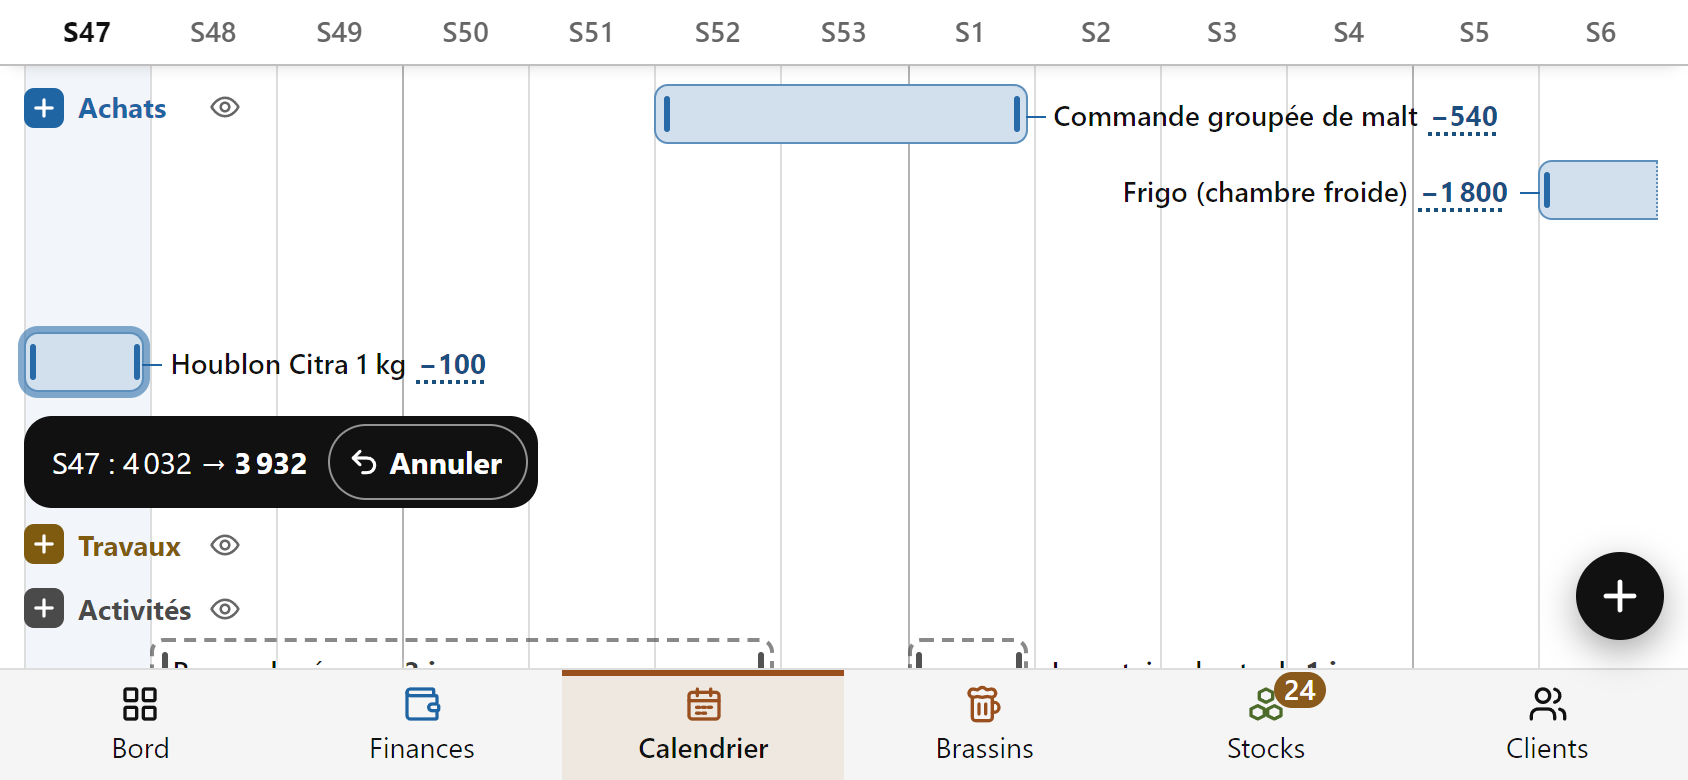 S47 S48 S49 S50 S51 S52 S53 S1 S2 S3 S4 S5 S6
Achats
Commande groupée de malt −540
Frigo (chambre froide) −1 800
Houblon Citra 1 kg −100
S47 : 4 032 → 3 932 Annuler
Travaux
Activités
Bord Finances Calendrier Brassins Stocks 24 Clients